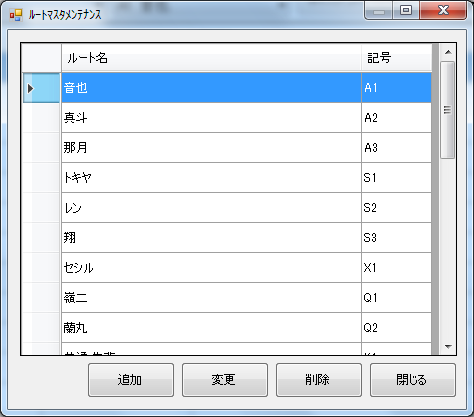 ルートマスタメンテナンス
ルート名 記号
音也 A1
真斗 A2
那月 A3
トキヤ S1
レン S2
翔 S3
セシル X1
嶺二 Q1
蘭丸 Q2
追加 変更 削除 閉じる